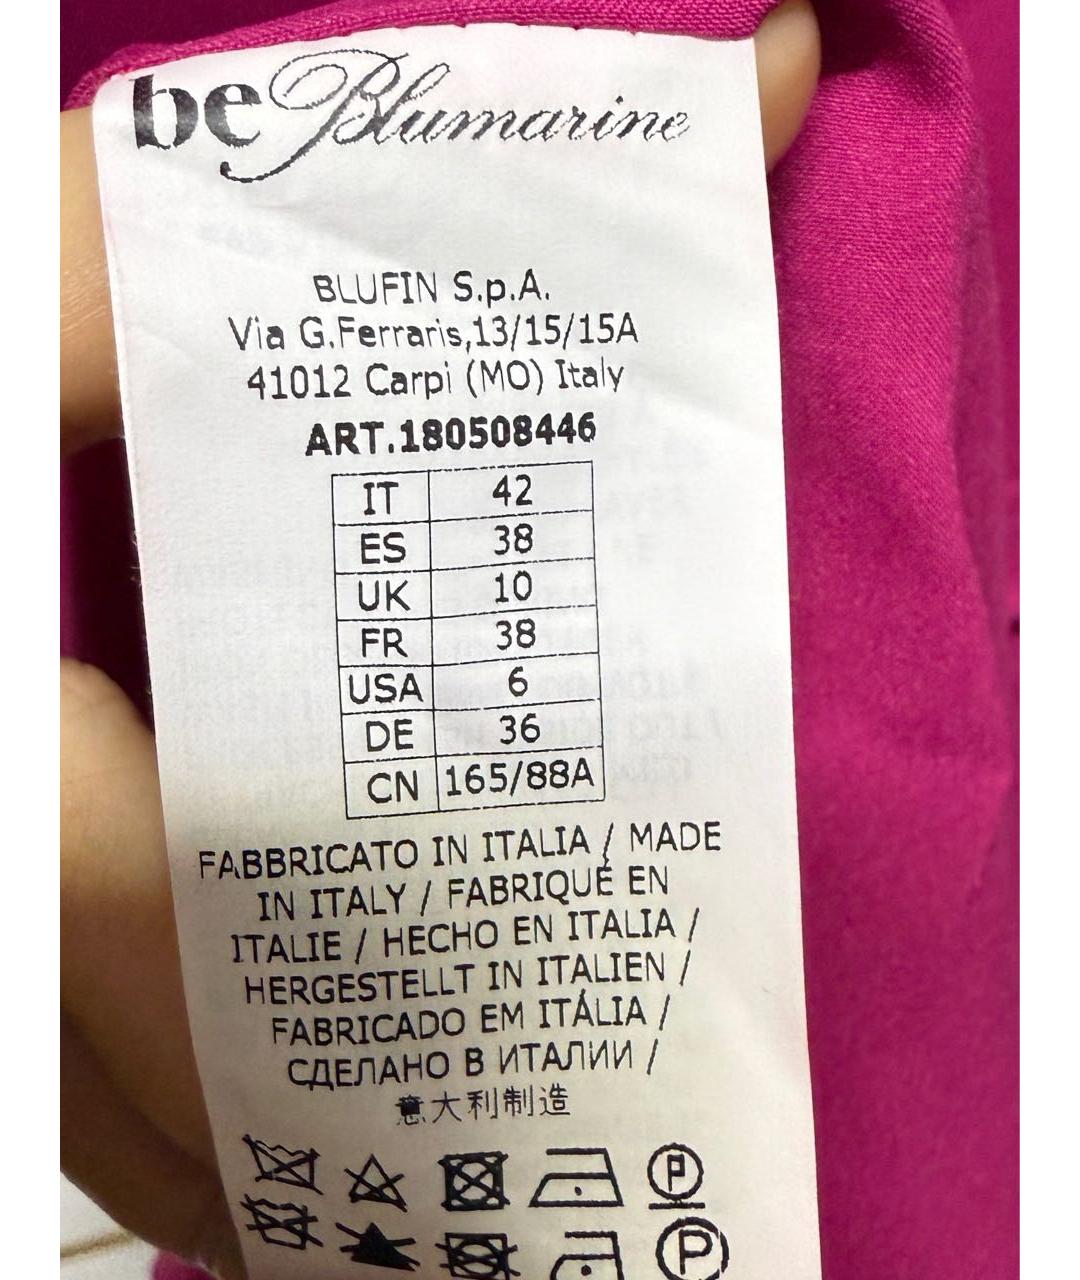 be Blumarine
BLUFIN S.p.A.
Via G.Ferraris,13/15/15A
41012 Carpi (MO) Italy
ART.180508446
IT 42
ES 38
UK 10
FR 38
USA 6
DE 36
CN 165/88A
FABBRICATO IN ITALIA / MADE
IN ITALY / FABRIQUÉ EN
ITALIE / HECHO EN ITALIA /
HERGESTELLT IN ITALIEN /
FABRICADO EM ITÁLIA /
СДЕЛАНО В ИТАЛИИ /
意大利制造
P
P